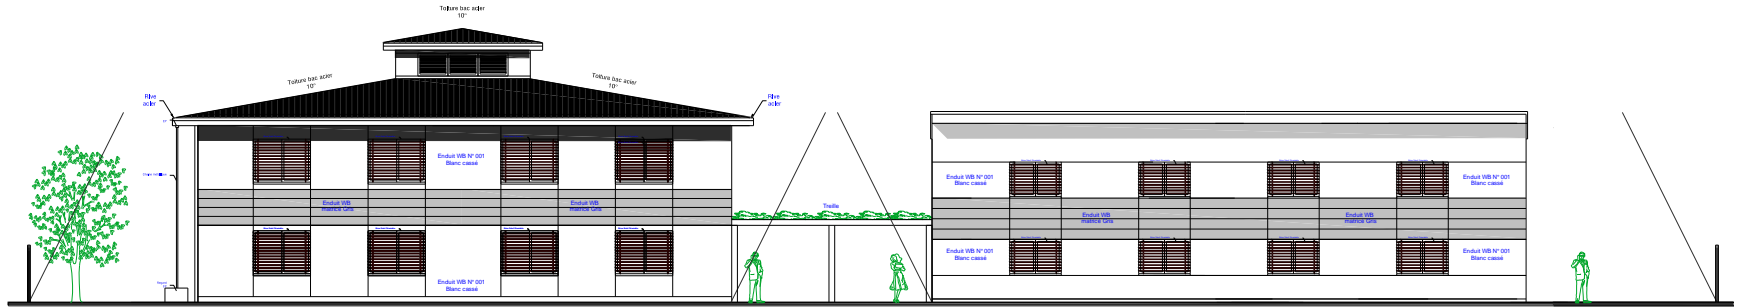 Toiture bac acier
10°
Toiture bac acier
10°
Toiture bac acier
10°
Rive
acier
Rive
acier
Enduit WB N° 001
Blanc cassé
Enduit WB N° 001
Blanc cassé
Enduit WB N° 001
Blanc cassé
Enduit WB
matrice Gris
Enduit WB
matrice Gris
Treille
Enduit WB
matrice Gris
Enduit WB
matrice Gris
Enduit WB N° 001
Blanc cassé
Enduit WB N° 001
Blanc cassé
Enduit WB N° 001
Blanc cassé